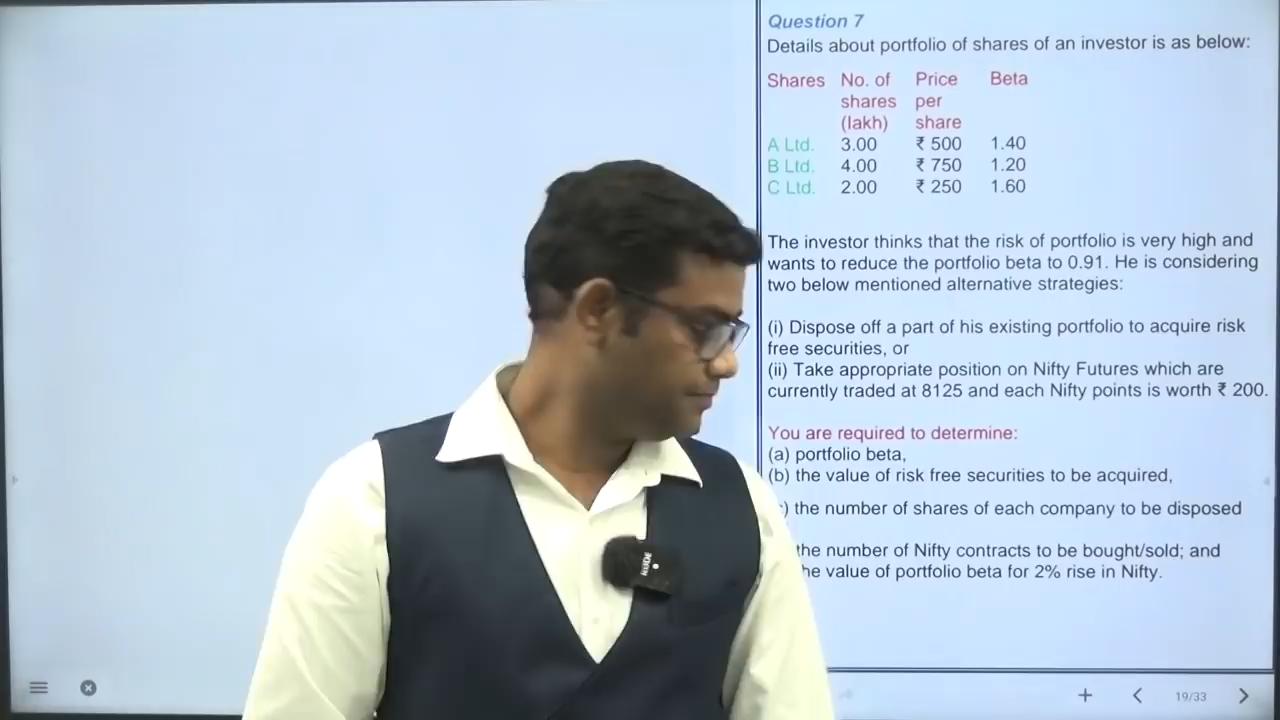 Question 7
Details about portfolio of shares of an investor is as below:
Shares No. of shares (lakh) Price per share Beta
A Ltd. 3.00 ₹ 500 1.40
B Ltd. 4.00 ₹ 750 1.20
C Ltd. 2.00 ₹ 250 1.60
The investor thinks that the risk of portfolio is very high and
wants to reduce the portfolio beta to 0.91. He is considering
two below mentioned alternative strategies:
(i) Dispose off a part of his existing portfolio to acquire risk
free securities, or
(ii) Take appropriate position on Nifty Futures which are
currently traded at 8125 and each Nifty points is worth ₹ 200.
You are required to determine:
(a) portfolio beta,
(b) the value of risk free securities to be acquired,
) the number of shares of each company to be disposed
the number of Nifty contracts to be bought/sold; and
he value of portfolio beta for 2% rise in Nifty.
RODE
19/33